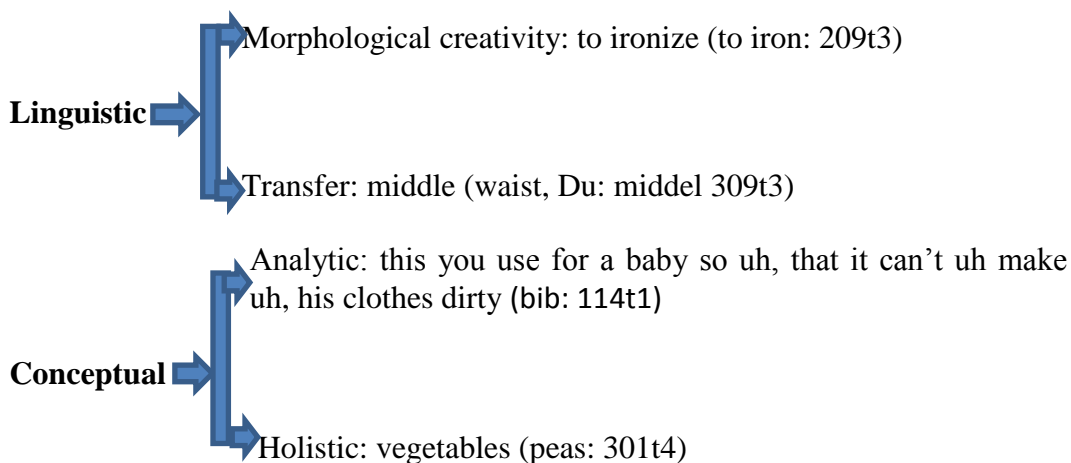 Morphological creativity: to ironize (to iron: 209t3)
Linguistic
Transfer: middle (waist, Du: middel 309t3)
Analytic: this you use for a baby so uh, that it can’t uh make
uh, his clothes dirty (bib: 114t1)
Conceptual
Holistic: vegetables (peas: 301t4)